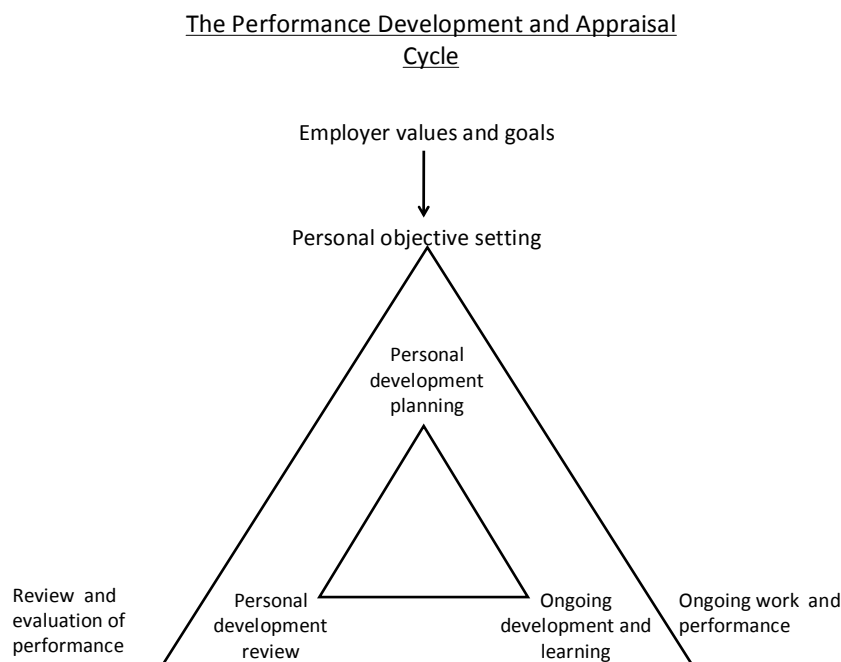 The Performance Development and Appraisal
Cycle
Employer values and goals
Personal objective setting
Personal
development
planning
Review and
evaluation of
performance
Personal
development
review
Ongoing
development and
learning
Ongoing work and
performance